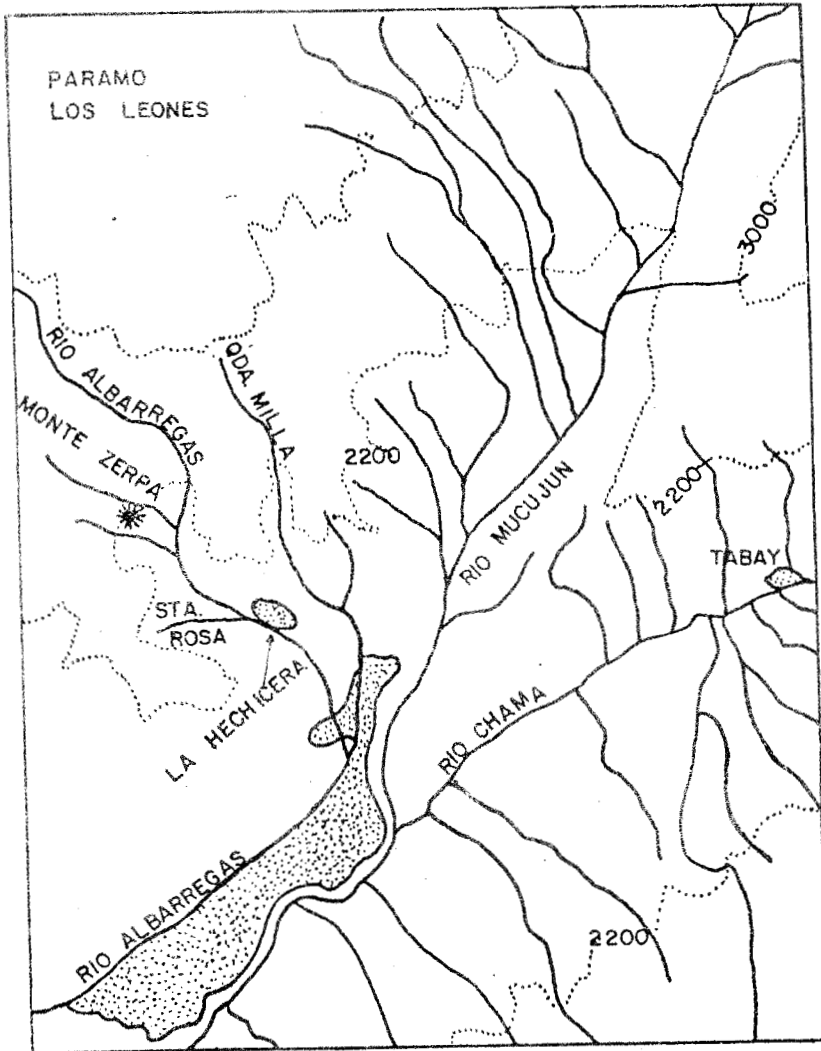 PARAMO
LOS LEONES
3000
RIO ALBARREGAS
QDA. MILLA
MONTE ZERPA
2200
RIO MUCUJUN
2200
TABAY
STA.
ROSA
LA HECHICERA
RIO CHAMA
RIO ALBARREGAS
2200